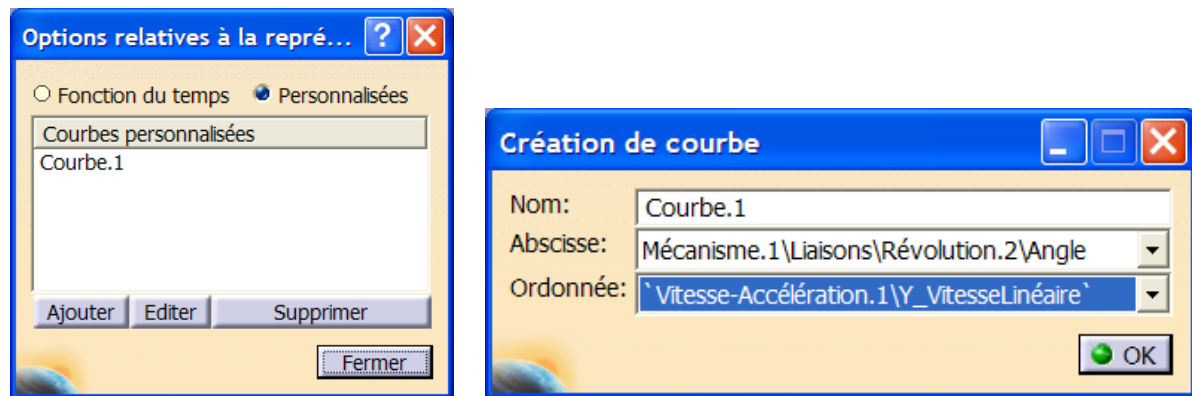 Options relatives à la repré...
Fonction du temps Personnalisées
Courbes personnalisées
Courbe.1
Ajouter Editer Supprimer
Fermer
Création de courbe
Nom: Courbe.1
Abscisse: Mécanisme.1\Liaisons\Révolution.2\Angle
Ordonnée: `Vitesse-Accélération.1\Y_VitesseLinéaire`
OK